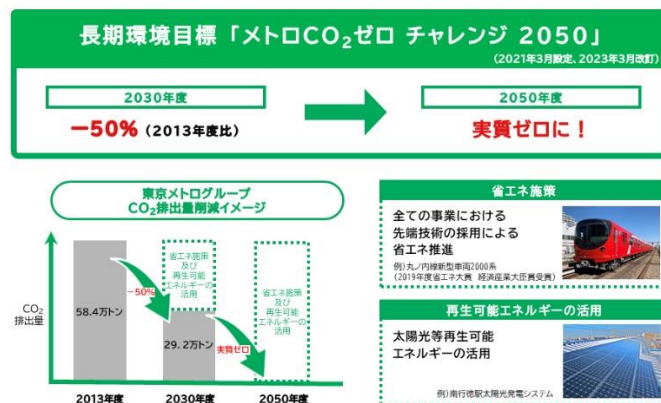 長期環境目標「メトロCO₂ゼロ チャレンジ 2050」
(2021年3月設定、2023年3月改訂)
2030年度
－50%（2013年度比）
2050年度
実質ゼロに！
東京メトログループ
CO₂排出量削減イメージ
CO₂
排出量
58.4万トン
－50%
省エネ施策
及び
再生可能
エネルギーの
活用
29.2万トン
実質ゼロ
省エネ施策
及び
再生可能
エネルギーの
活用
2013年度
2030年度
2050年度
省エネ施策
全ての事業における
先端技術の採用による
省エネ推進
例)丸ノ内線新型車両2000系
(2019年度省エネ大賞 経済産業大臣賞受賞)
再生可能エネルギーの活用
太陽光等再生可能
エネルギーの活用
例)南行徳駅太陽光発電システム